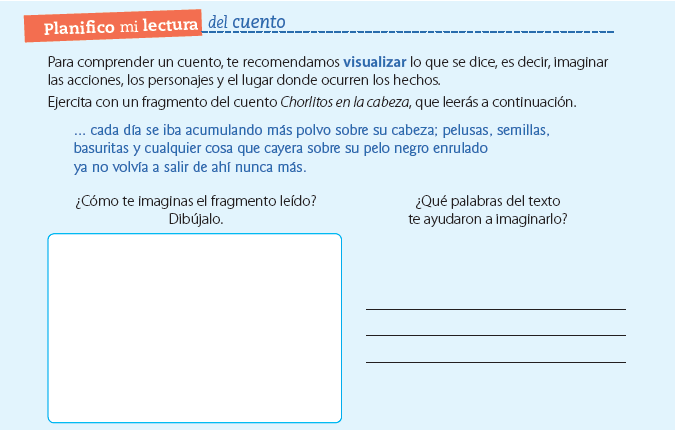 Planifico mi lectura del cuento
Para comprender un cuento, te recomendamos visualizar lo que se dice, es decir, imaginar
las acciones, los personajes y el lugar donde ocurren los hechos.
Ejercita con un fragmento del cuento Chorlitos en la cabeza, que leerás a continuación.
... cada día se iba acumulando más polvo sobre su cabeza; pelusas, semillas,
basuritas y cualquier cosa que cayera sobre su pelo negro enrulado
ya no volvía a salir de ahí nunca más.
¿Cómo te imaginas el fragmento leído?
Dibújalo.
¿Qué palabras del texto
te ayudaron a imaginarlo?